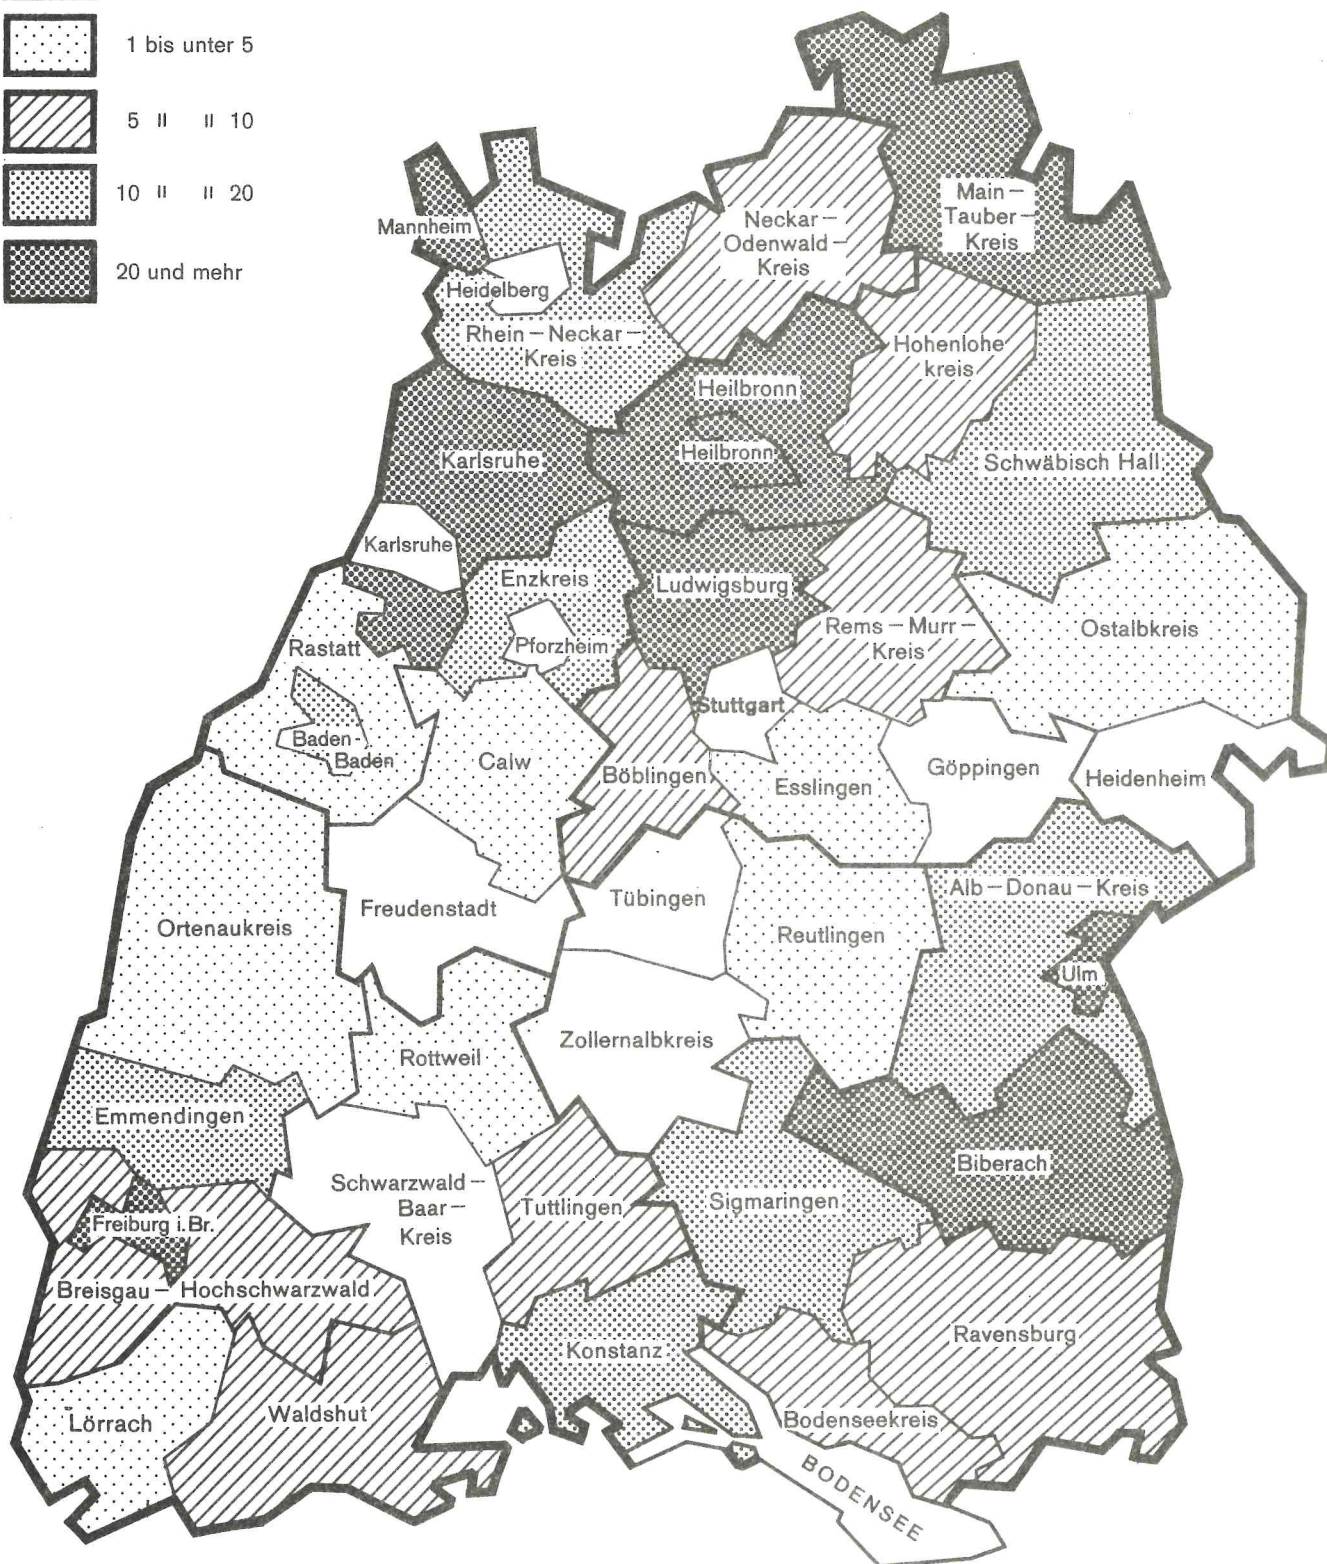 1 bis unter 5
5 " " 10
10 " " 20
20 und mehr
Main–
Tauber–
Kreis
Mannheim
Neckar–
Odenwald–
Kreis
Heidelberg
Rhein–Neckar–
Kreis
Hohenlohe
kreis
Heilbronn
Heilbronn
Karlsruhe
Schwäbisch Hall
Karlsruhe
Enzkreis
Ludwigsburg
Pforzheim
Rems–Murr–
Kreis
Ostalbkreis
Rastatt
Stuttgart
Baden-
Baden
Calw
Böblingen
Esslingen
Göppingen
Heidenheim
Alb–Donau–Kreis
Freudenstadt
Tübingen
Ortenaukreis
Reutlingen
Ulm
Zollernalbkreis
Rottweil
Emmendingen
Biberach
Schwarzwald–
Baar–
Kreis
Tuttlingen
Sigmaringen
Freiburg i.Br.
Breisgau–Hochschwarzwald
Konstanz
Ravensburg
Lörrach
Waldshut
Bodenseekreis
BODENSEE